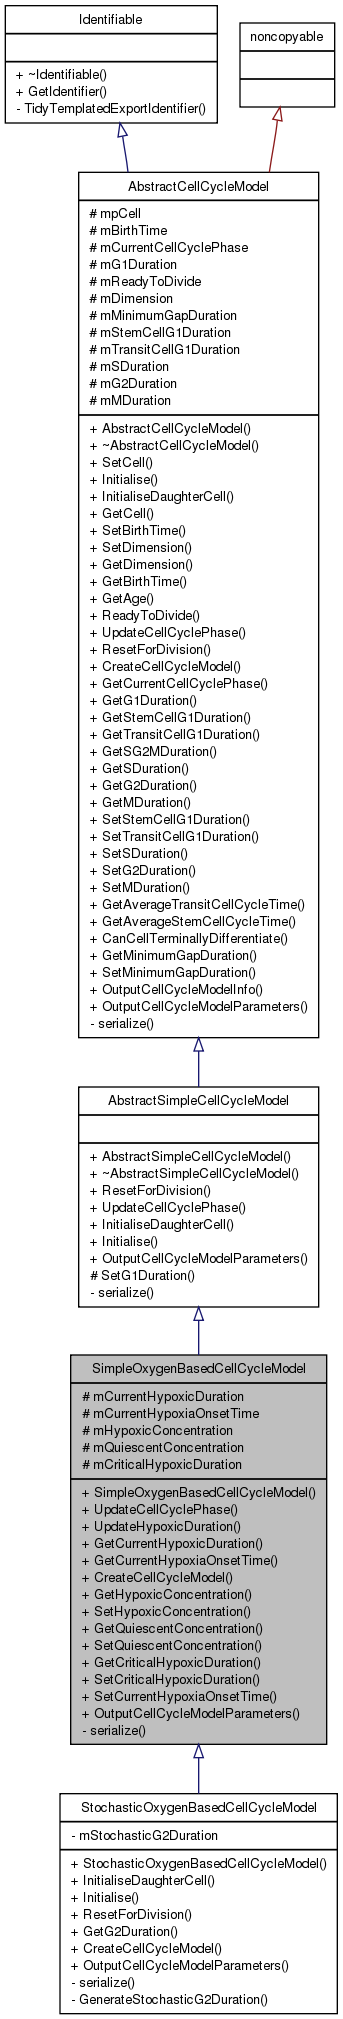 Identifiable
+ ~Identifiable()
+ GetIdentifier()
- TidyTemplatedExportIdentifier()
noncopyable
AbstractCellCycleModel
# mpCell
# mBirthTime
# mCurrentCellCyclePhase
# mG1Duration
# mReadyToDivide
# mDimension
# mMinimumGapDuration
# mStemCellG1Duration
# mTransitCellG1Duration
# mSDuration
# mG2Duration
# mMDuration
+ AbstractCellCycleModel()
+ ~AbstractCellCycleModel()
+ SetCell()
+ Initialise()
+ InitialiseDaughterCell()
+ GetCell()
+ SetBirthTime()
+ SetDimension()
+ GetDimension()
+ GetBirthTime()
+ GetAge()
+ ReadyToDivide()
+ UpdateCellCyclePhase()
+ ResetForDivision()
+ CreateCellCycleModel()
+ GetCurrentCellCyclePhase()
+ GetG1Duration()
+ GetStemCellG1Duration()
+ GetTransitCellG1Duration()
+ GetSG2MDuration()
+ GetSDuration()
+ GetG2Duration()
+ GetMDuration()
+ SetStemCellG1Duration()
+ SetTransitCellG1Duration()
+ SetSDuration()
+ SetG2Duration()
+ SetMDuration()
+ GetAverageTransitCellCycleTime()
+ GetAverageStemCellCycleTime()
+ CanCellTerminallyDifferentiate()
+ GetMinimumGapDuration()
+ SetMinimumGapDuration()
+ OutputCellCycleModelInfo()
+ OutputCellCycleModelParameters()
- serialize()
AbstractSimpleCellCycleModel
+ AbstractSimpleCellCycleModel()
+ ~AbstractSimpleCellCycleModel()
+ ResetForDivision()
+ UpdateCellCyclePhase()
+ InitialiseDaughterCell()
+ Initialise()
+ OutputCellCycleModelParameters()
# SetG1Duration()
- serialize()
SimpleOxygenBasedCellCycleModel
# mCurrentHypoxicDuration
# mCurrentHypoxiaOnsetTime
# mHypoxicConcentration
# mQuiescentConcentration
# mCriticalHypoxicDuration
+ SimpleOxygenBasedCellCycleModel()
+ UpdateCellCyclePhase()
+ UpdateHypoxicDuration()
+ GetCurrentHypoxicDuration()
+ GetCurrentHypoxiaOnsetTime()
+ CreateCellCycleModel()
+ GetHypoxicConcentration()
+ SetHypoxicConcentration()
+ GetQuiescentConcentration()
+ SetQuiescentConcentration()
+ GetCriticalHypoxicDuration()
+ SetCriticalHypoxicDuration()
+ SetCurrentHypoxiaOnsetTime()
+ OutputCellCycleModelParameters()
- serialize()
StochasticOxygenBasedCellCycleModel
- mStochasticG2Duration
+ StochasticOxygenBasedCellCycleModel()
+ InitialiseDaughterCell()
+ Initialise()
+ ResetForDivision()
+ GetG2Duration()
+ CreateCellCycleModel()
+ OutputCellCycleModelParameters()
- serialize()
- GenerateStochasticG2Duration()